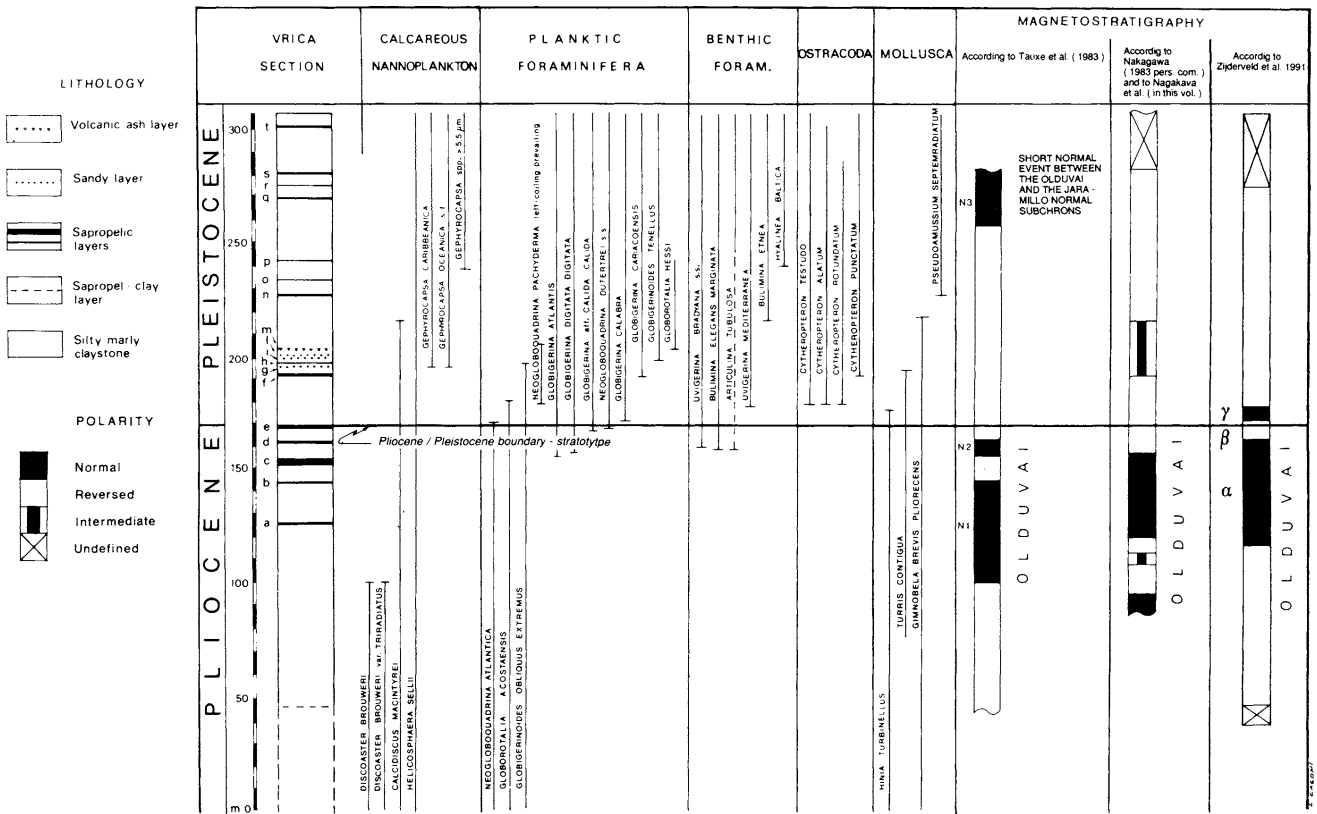 LITHOLOGY
Volcanic ash layer
Sandy layer
Sapropelic
layers
Sapropel - clay
layer
Silty marly
claystone
POLARITY
Normal
Reversed
Intermediate
Undefined
VRICA
SECTION
CALCAREOUS
NANNOPLANKTON
PLANKTIC
FORAMINIFERA
BENTHIC
FORAM.
OSTRACODA
MOLLUSCA
MAGNETOSTRATIGRAPHY
According to Tauxe et al. ( 1983 )
Accordig to
Nakagawa
( 1983 pers. com. )
and to Nagakava
et al. ( in this vol. )
Accordig to
Zijderveld et al. 1991
PLEISTOCENE
PLIOCENE
300
250
200
150
100
50
m 0
t
s
r
q
p
o
n
m
l
h
g
f
e
d
c
b
a
Pliocene / Pleistocene boundary - stratotytpe
DISCOASTER BROUWERI
DISCOASTER BROUWERI var. TRIRADIATUS
CALCIDISCUS MACINTYREI
HELICOSPHAERA SELLII
GEPHYROCAPSA CARIBBEANICA
GEPHYROCAPSA OCEANICA s.l.
GEPHYROCAPSA spp. > 5.5 µm
NEOGLOBOQUADRINA ATLANTICA
GLOBOROTALIA ACOSTAENSIS
GLOBIGERINOIDES OBLIQUUS EXTREMUS
NEOGLOBOQUADRINA PACHYDERMA left-coiling prevailing
GLOBIGERINA ATLANTIS
GLOBIGERINA DIGITATA DIGITATA
GLOBIGERINA aff. CALIDA CALIDA
NEOGLOBOQUADRINA DUTERTREI s.s.
GLOBIGERINA CALABRA
GLOBIGERINA CARIACOENSIS
GLOBIGERINOIDES TENELLUS
GLOBOROTALIA HESSI
UVIGERINA BRADYANA s.s.
BULIMINA ELEGANS MARGINATA
ARTICULINA TUBULOSA
UVIGERINA MEDITERRANEA
BULIMINA ETNEA
HYALINEA BALTICA
CYTHEROPTERON TESTUDO
CYTHEROPTERON ALATUM
CYTHEROPTERON ROTUNDATUM
CYTHEROPTERON PUNCTATUM
HINIA TURBINELLUS
TURRIS CONTIGUA
GIMNOBELA BREVIS PLIORECENS
PSEUDOAMUSSIUM SEPTEMRADIATUM
N3
SHORT NORMAL
EVENT BETWEEN
THE OLDUVAI
AND THE JARA -
MILLO NORMAL
SUBCHRONS
N2
N1
OLDUVAI
OLDUVAI
γ
β
α
OLDUVAI